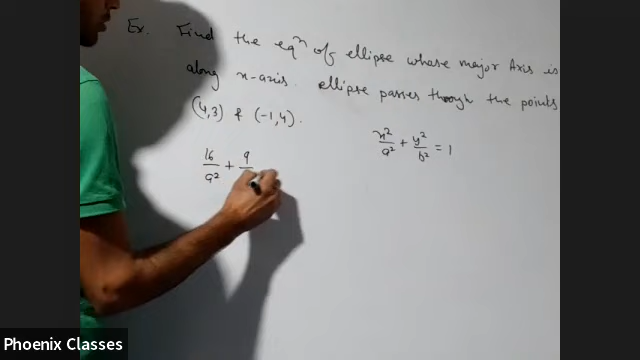 Ex. Find the eqⁿ of ellipse whose major Axis is
along x-axis. ellipse passes through the points
(4,3) & (-1,4).
x²/a² + y²/b² = 1
16/a² + 9
Phoenix Classes